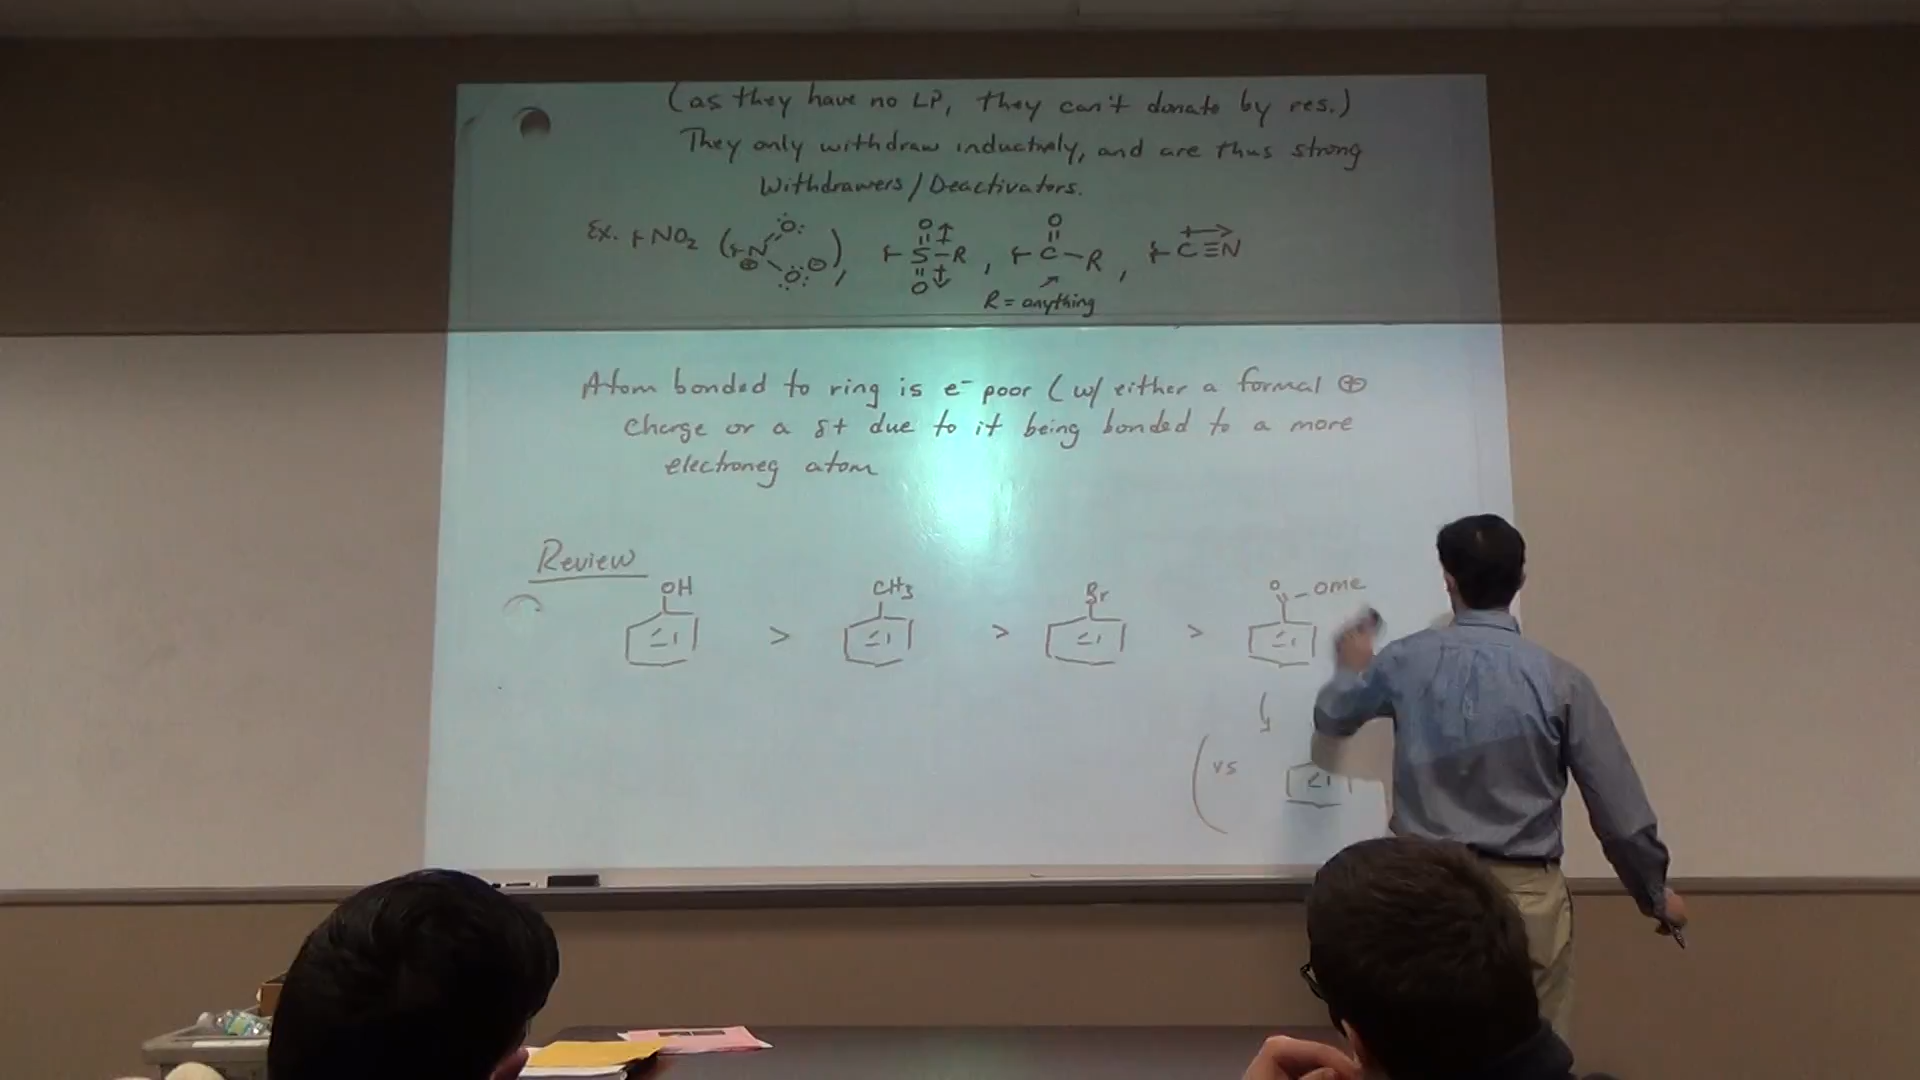 (as they have no LP, they can't donate by res.)
They only withdraw inductively, and are thus strong
Withdrawers/Deactivators.
Ex. NO2 (N O: ⊕ O ⊖), O S-R O, O C-R, C≡N
R = anything
Atom bonded to ring is e⁻ poor (w/ either a formal ⊕
charge or a δ+ due to it being bonded to a more
electroneg atom
Review
OH CH3 Br O -OMe
> > >
(vs